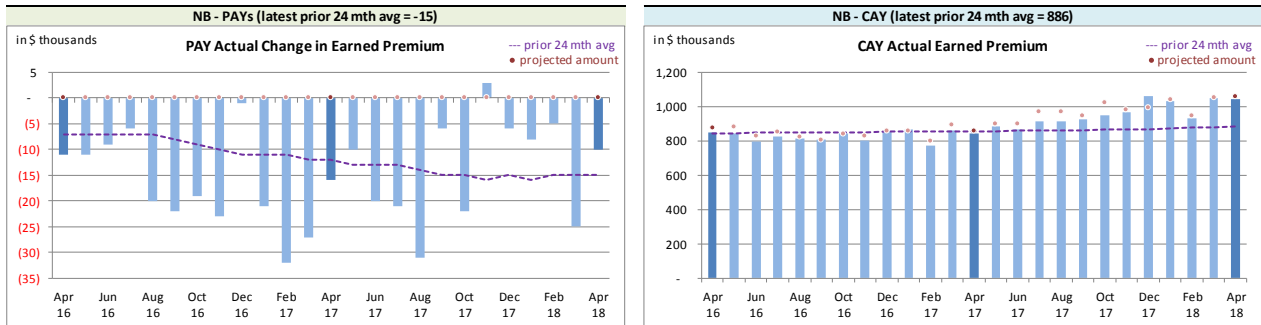 NB - PAYs (latest prior 24 mth avg = -15)
in $ thousands
PAY Actual Change in Earned Premium
--- prior 24 mth avg
• projected amount
5
-
(5)
(10)
(15)
(20)
(25)
(30)
(35)
Apr Jun Aug Oct Dec Feb Apr Jun Aug Oct Dec Feb Apr
16 16 16 16 16 17 17 17 17 17 17 18 18
NB - CAY (latest prior 24 mth avg = 886)
in $ thousands
CAY Actual Earned Premium
--- prior 24 mth avg
• projected amount
1,200
1,000
800
600
400
200
-
Apr Jun Aug Oct Dec Feb Apr Jun Aug Oct Dec Feb Apr
16 16 16 16 16 17 17 17 17 17 17 18 18